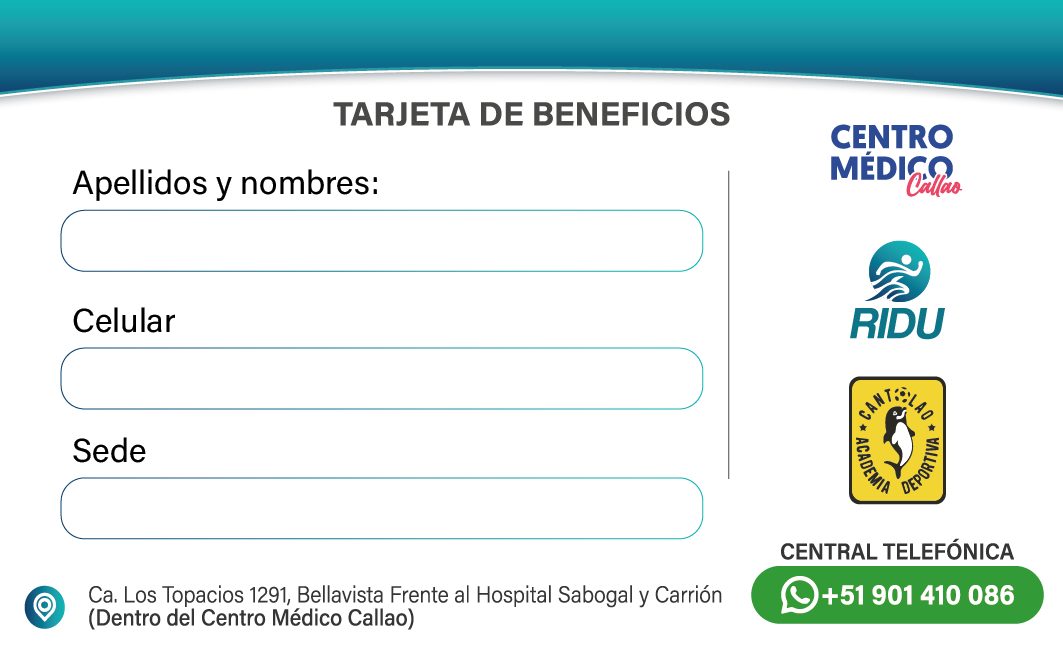 TARJETA DE BENEFICIOS
Apellidos y nombres:
Celular
Sede
CENTRO
MÉDICO
Callao
RIDU
CANTOLAO
ACADEMIA DEPORTIVA
CENTRAL TELEFÓNICA
+51 901 410 086
Ca. Los Topacios 1291, Bellavista Frente al Hospital Sabogal y Carrión
(Dentro del Centro Médico Callao)